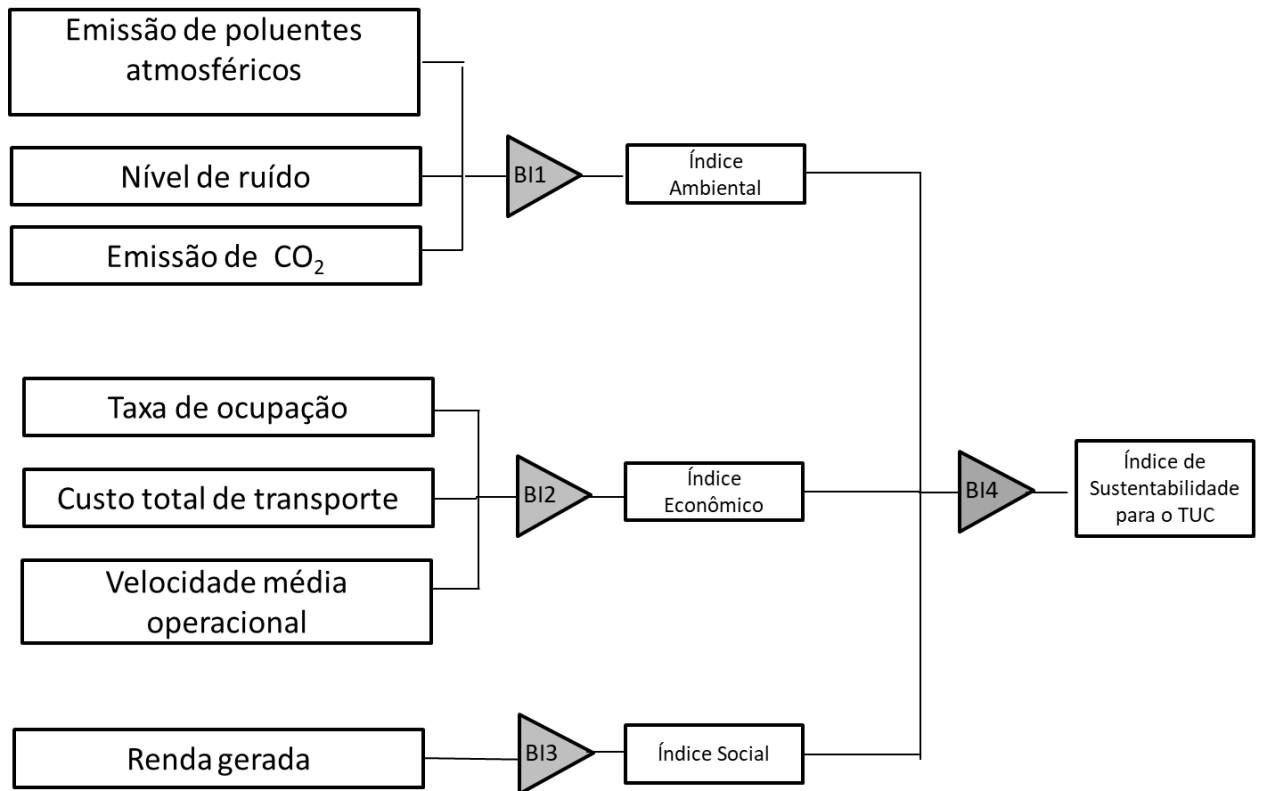 Emissão de poluentes
atmosféricos
Nível de ruído
BI1
Índice
Ambiental
Emissão de CO₂
Taxa de ocupação
Custo total de transporte
BI2
Índice
Econômico
BI4
Índice de
Sustentabilidade
para o TUC
Velocidade média
operacional
Renda gerada
BI3
Índice Social